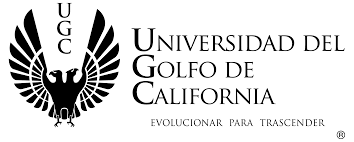 UGC
UNIVERSIDAD DEL
GOLFO DE
CALIFORNIA
EVOLUCIONAR PARA TRASCENDER
®